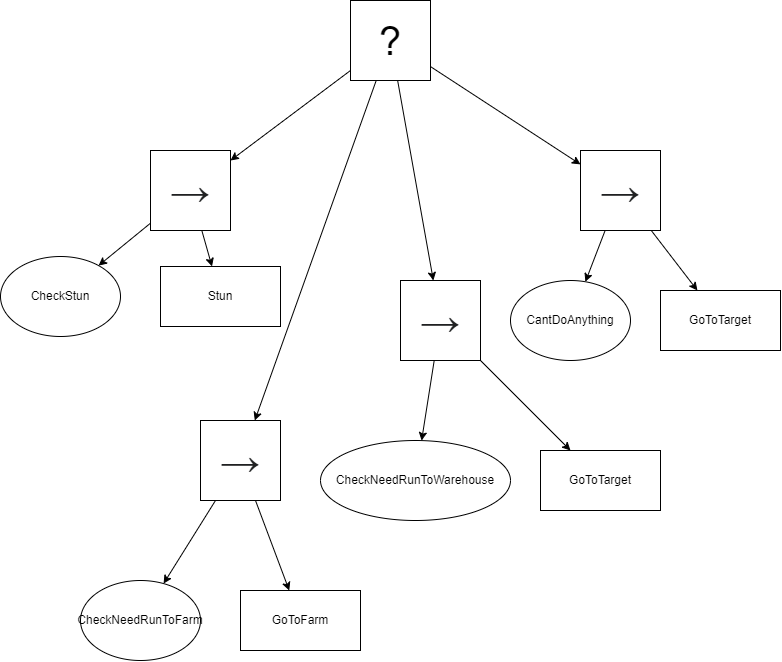 ?
→
→
CheckStun
Stun
→
CantDoAnything
GoToTarget
→
CheckNeedRunToWarehouse
GoToTarget
CheckNeedRunToFarm
GoToFarm